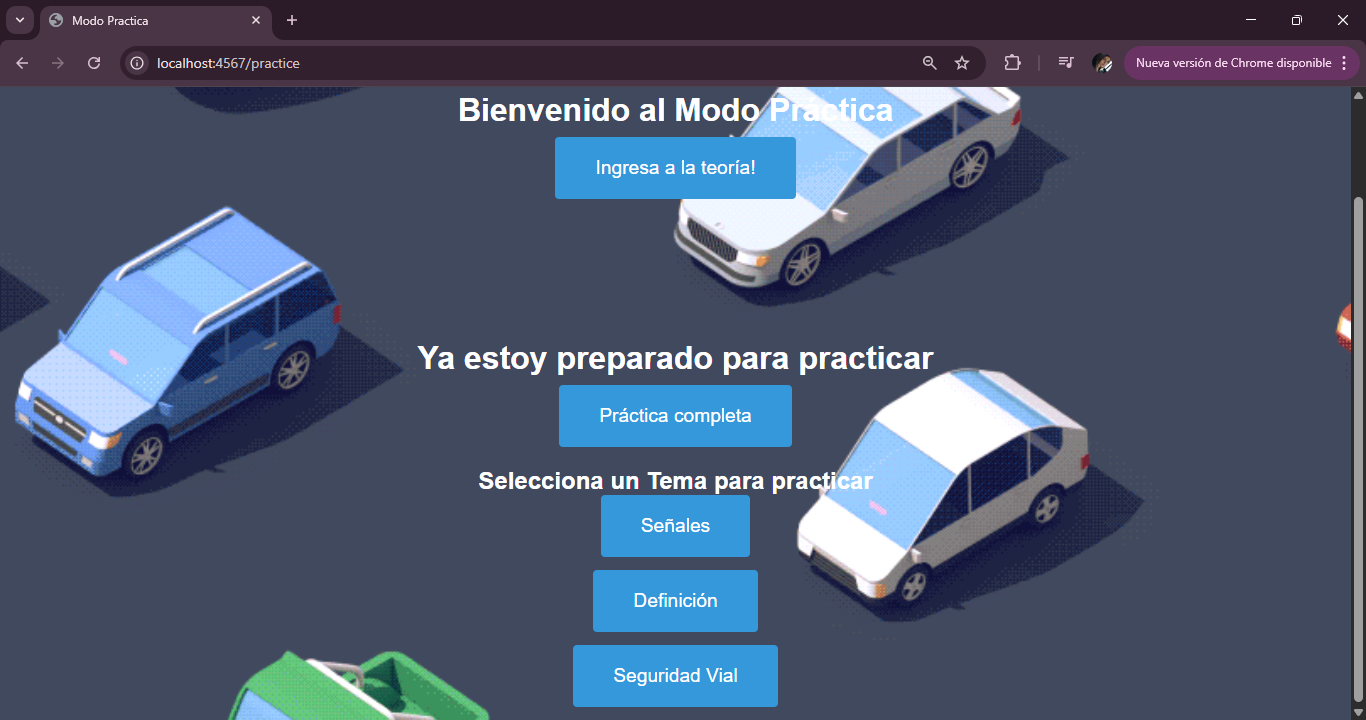 Modo Practica
localhost:4567/practice
Nueva versión de Chrome disponible
Bienvenido al Modo Práctica
Ingresa a la teoría!
Ya estoy preparado para practicar
Práctica completa
Selecciona un Tema para practicar
Señales
Definición
Seguridad Vial